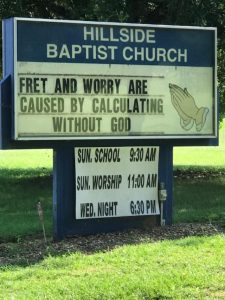 HILLSIDE
BAPTIST CHURCH
FRET AND WORRY ARE
CAUSED BY CALCULATING
WITHOUT GOD
SUN. SCHOOL 9:30 AM
SUN. WORSHIP 11:00 AM
WED. NIGHT 6:30 PM